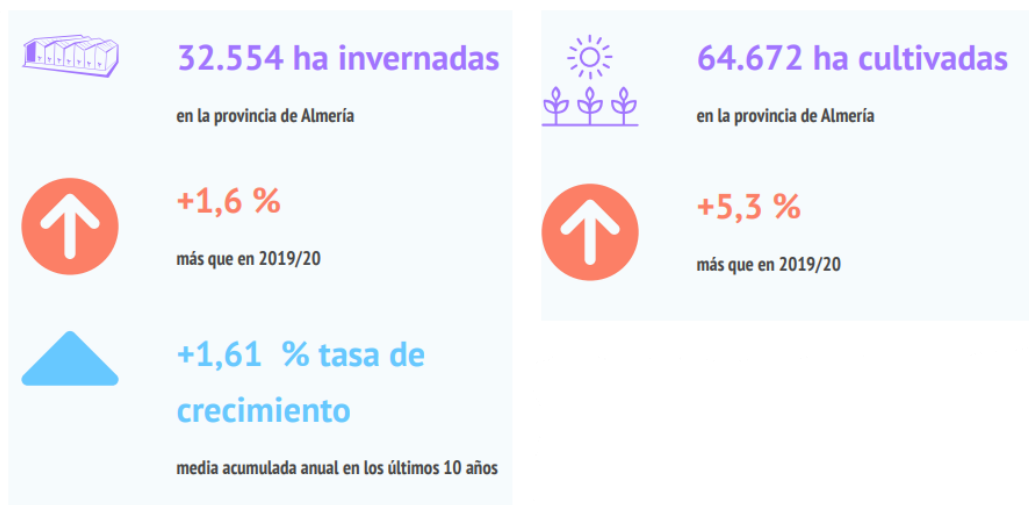 32.554 ha invernadas
en la provincia de Almería
+1,6 %
más que en 2019/20
+1,61 % tasa de
crecimiento
media acumulada anual en los últimos 10 años
64.672 ha cultivadas
en la provincia de Almería
+5,3 %
más que en 2019/20